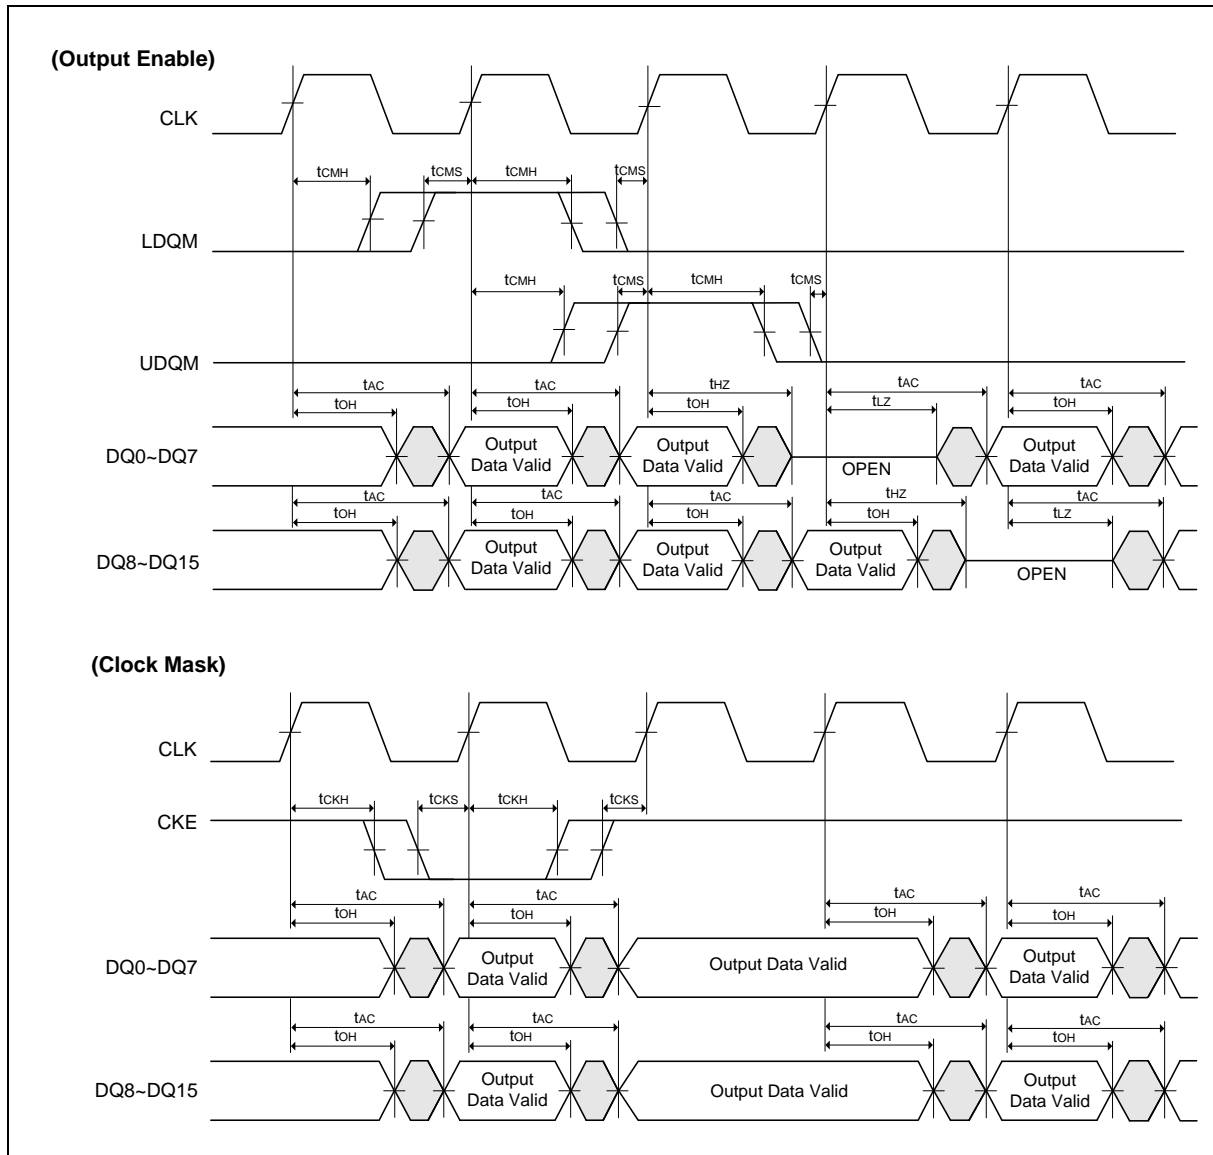 (Output Enable)
CLK
tCMH tCMS tCMH tCMS
LDQM
tCMH tCMS tCMH tCMS
UDQM
tAC tAC tHZ tAC tAC
tOH tOH tOH tLZ tOH
DQ0~DQ7
Output
Data Valid
Output
Data Valid
OPEN
Output
Data Valid
tAC tAC tAC tHZ tAC
tOH tOH tOH tOH tLZ
DQ8~DQ15
Output
Data Valid
Output
Data Valid
Output
Data Valid
OPEN
(Clock Mask)
CLK
tCKH tCKS tCKH tCKS
CKE
tAC tAC tAC tAC
tOH tOH tOH tOH
DQ0~DQ7
Output
Data Valid
Output Data Valid
Output
Data Valid
tAC tAC tAC tAC
tOH tOH tOH tOH
DQ8~DQ15
Output
Data Valid
Output Data Valid
Output
Data Valid